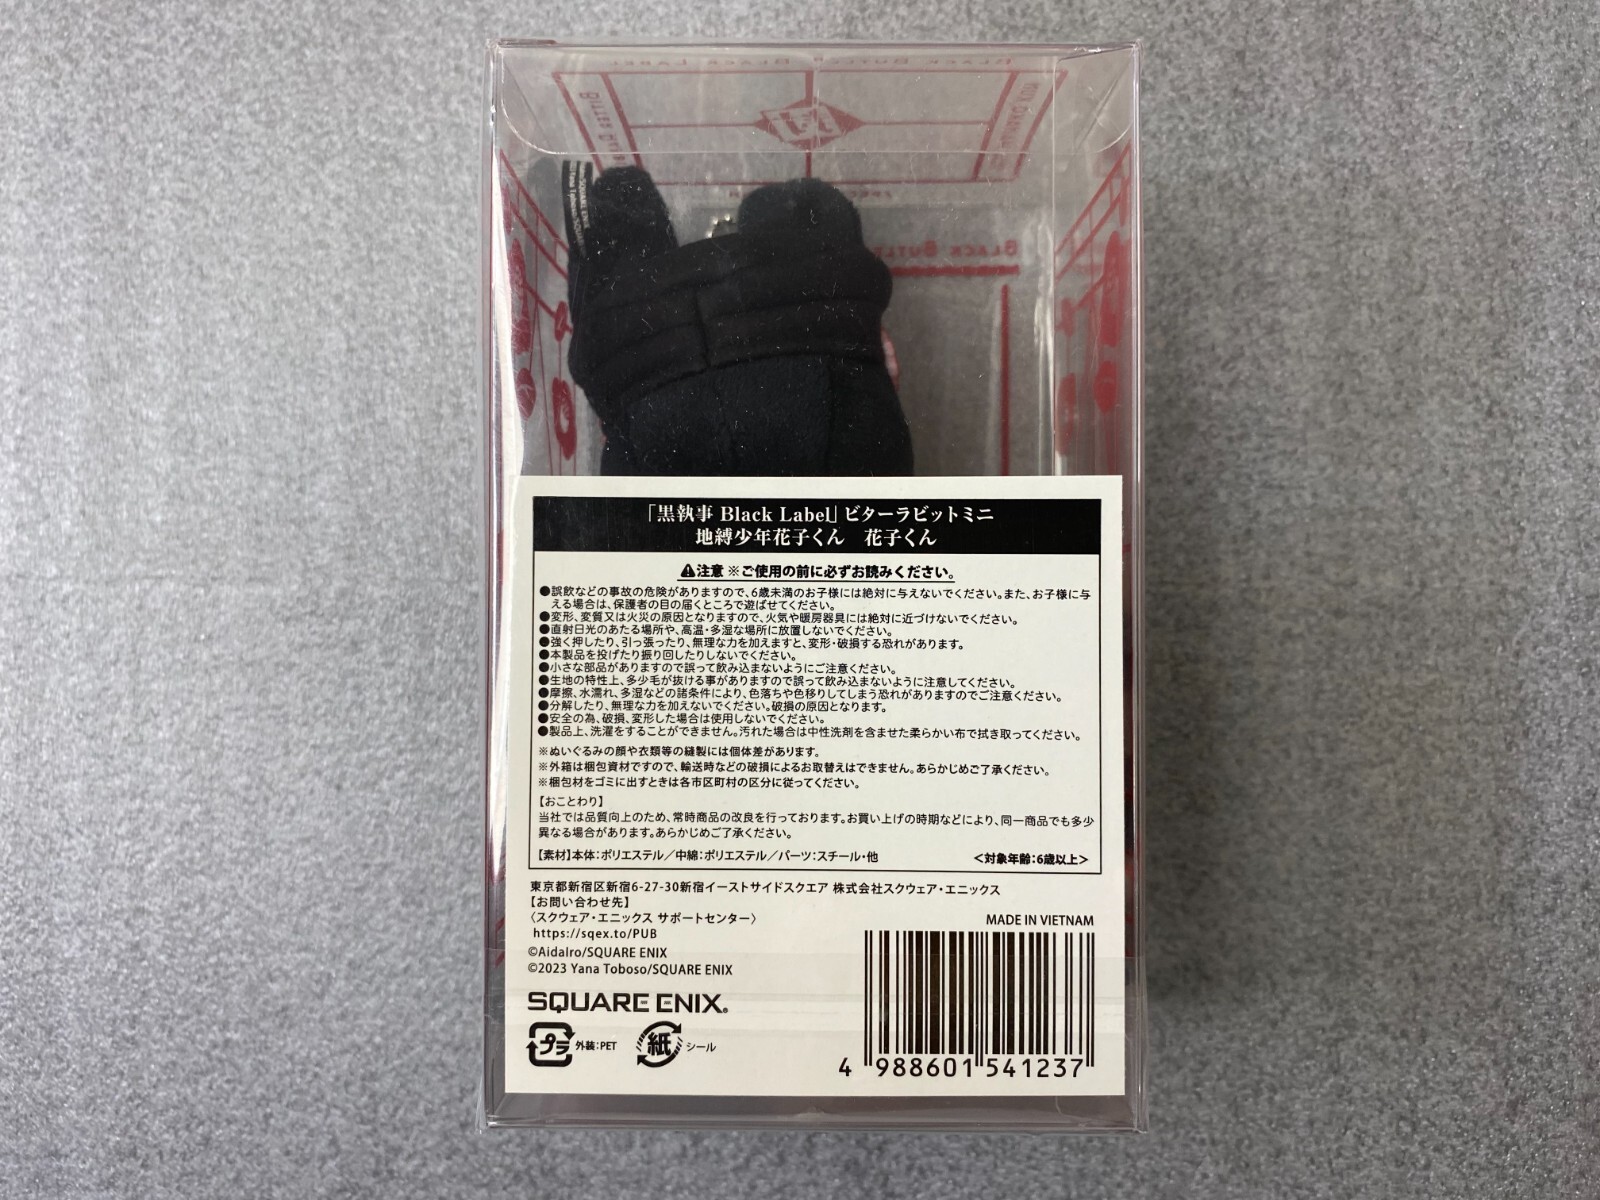 BLACK BUTLER BLACK LABEL
「黒執事 Black Label」ビターラビットミニ
地縛少年花子くん　花子くん
⚠注意 ※ご使用の前に必ずお読みください。
●誤飲などの事故の危険がありますので、6歳未満のお子様には絶対に与えないでください。また、お子様に与
える場合は、保護者の目の届くところで遊ばせてください。
●変形、変質又は火災の原因となりますので、火気や暖房器具には絶対に近づけないでください。
●直射日光のあたる場所や、高温・多湿な場所に放置しないでください。
●強く押したり、引っ張ったり、無理な力を加えますと、変形・破損する恐れがあります。
●本製品を投げたり振り回したりしないでください。
●小さな部品がありますので誤って飲み込まないようにご注意ください。
●生地の特性上、多少毛が抜ける事がありますので誤って飲み込まないように注意してください。
●摩擦、水濡れ、多湿などの諸条件により、色落ちや色移りしてしまう恐れがありますのでご注意ください。
●分解したり、無理な力を加えないでください。破損の原因となります。
●安全の為、破損、変形した場合は使用しないでください。
●製品上、洗濯をすることができません。汚れた場合は中性洗剤を含ませた柔らかい布で拭き取ってください。
※ぬいぐるみの顔や衣類等の縫製には個体差があります。
※外箱は梱包資材ですので、輸送時などの破損によるお取替えはできません。あらかじめご了承ください。
※梱包材をゴミに出すときは各市区町村の区分に従ってください。
【おことわり】
当社では品質向上のため、常時商品の改良を行っております。お買い上げの時期などにより、同一商品でも多少
異なる場合があります。あらかじめご了承ください。
【素材】本体：ポリエステル／中綿：ポリエステル／パーツ：スチール・他
＜対象年齢：6歳以上＞
東京都新宿区新宿6-27-30新宿イーストサイドスクエア 株式会社スクウェア・エニックス
【お問い合わせ先】
〈スクウェア・エニックス サポートセンター〉
https://sqex.to/PUB
MADE IN VIETNAM
©AidaIro/SQUARE ENIX
©2023 Yana Toboso/SQUARE ENIX
SQUARE ENIX.
プラ 外装：PET 紙 シール
4 988601 541237